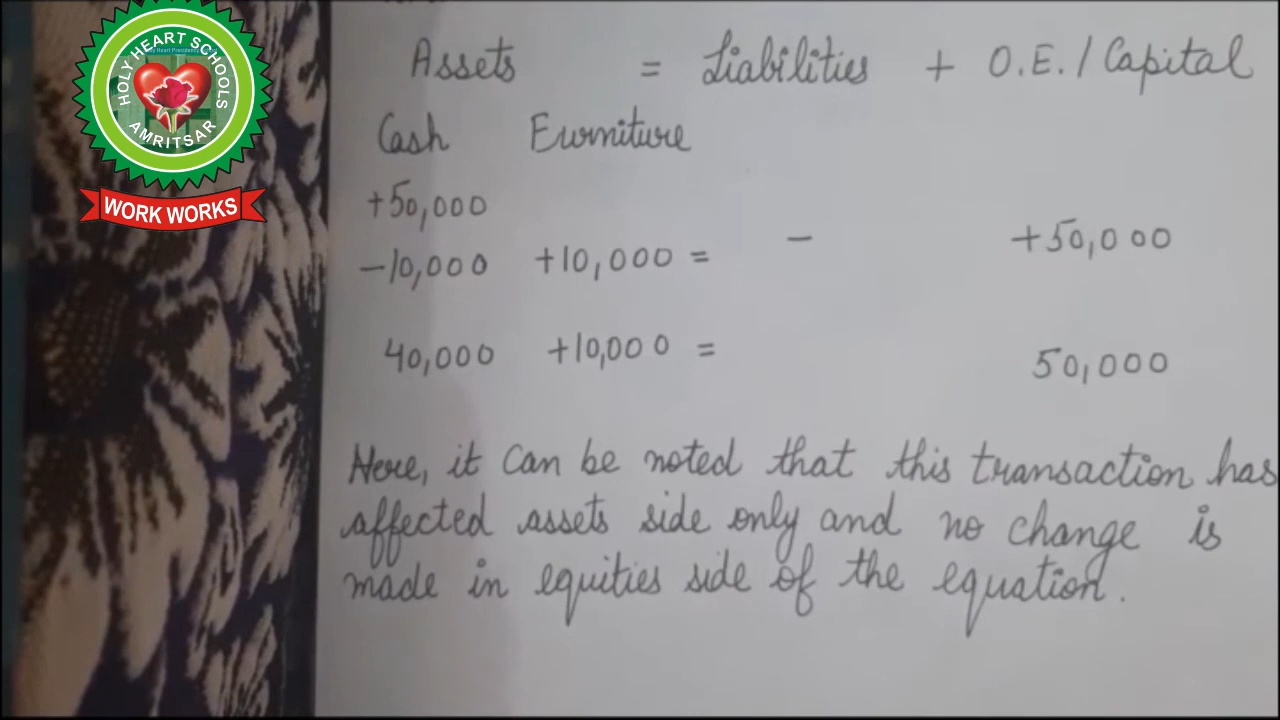 HOLY HEART SCHOOLS
AMRITSAR
WORK WORKS
Assets = Liabilities + O.E. / Capital
Cash Furniture
+50,000
-10,000 +10,000 = - +50,000
40,000 +10,000 = 50,000
Here, it can be noted that this transaction has
affected assets side only and no change is
made in equities side of the equation.